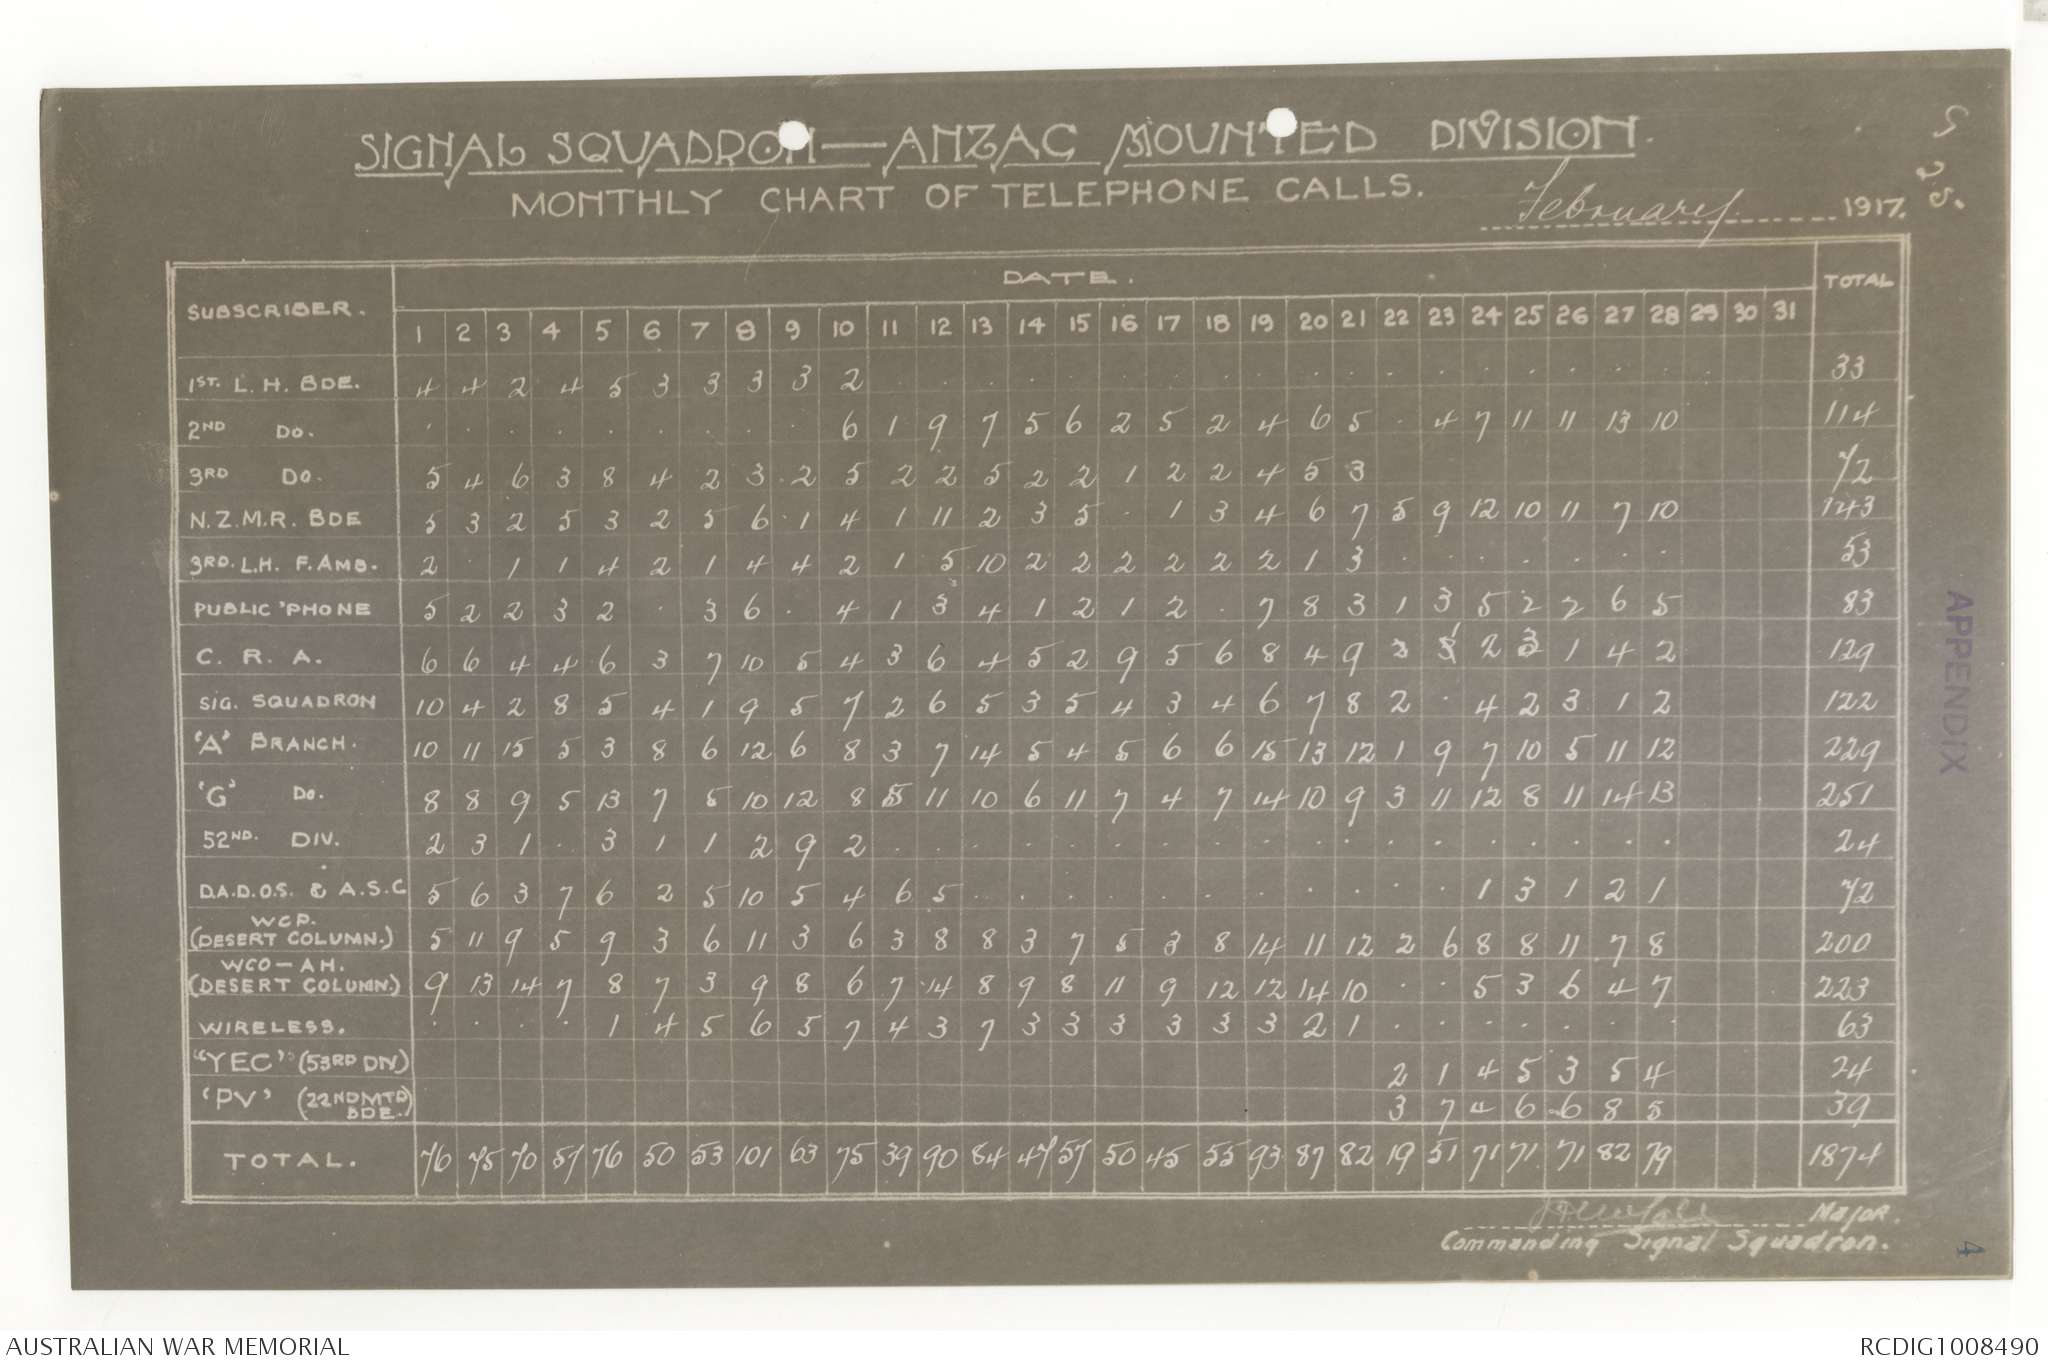 SIGNAL SQUADRON — ANZAC MOUNTED DIVISION.
MONTHLY CHART OF TELEPHONE CALLS. February 1917.
SUBSCRIBER. DATE. TOTAL
1 2 3 4 5 6 7 8 9 10 11 12 13 14 15 16 17 18 19 20 21 22 23 24 25 26 27 28 29 30 31
1ST. L. H. BDE. 4 4 2 4 5 3 3 3 3 2 . . . . . . . . . . . . . . . . . . 33
2ND DO. . . . . . . . . . 6 1 9 7 5 6 2 5 2 4 6 5 . 4 7 11 11 13 10 114
3RD DO. 5 4 6 3 8 4 2 3 2 5 2 2 5 2 2 1 2 2 4 5 3 72
N.Z.M.R. BDE 5 3 2 5 3 2 5 6 1 4 1 11 2 3 5 . 1 3 4 6 7 5 9 12 10 11 7 10 143
3RD. L.H. F. AMB. 2 . 1 1 4 2 1 4 4 2 1 5 10 2 2 2 2 2 2 1 3 . . . . . . . 53
PUBLIC 'PHONE 5 2 2 3 2 . 3 6 . 4 1 3 4 1 2 1 2 . 7 8 3 1 3 5 2 2 6 5 83
C. R. A. 6 6 4 4 6 3 7 10 5 4 3 6 4 5 2 9 5 6 8 4 9 3 1 2 3 1 4 2 129
SIG. SQUADRON 10 4 2 8 5 4 1 9 5 7 2 6 5 3 5 4 3 4 6 7 8 2 . 4 2 3 1 2 122
"A" BRANCH. 10 11 15 5 3 8 6 12 6 8 3 7 14 5 4 5 6 6 15 13 12 1 9 7 10 5 11 12 229
'G' DO. 8 8 9 5 13 7 5 10 12 8 5 11 10 6 11 7 4 7 14 10 9 3 11 12 8 11 14 13 251
52ND. DIV. 2 3 1 . 3 1 1 2 9 2 . . . . . . . . . . . . . . . . . . 24
D.A.D.O.S. & A.S.C 5 6 3 7 6 2 5 10 5 4 6 5 . . . . . . . . . . . 1 3 1 2 1 72
WCP.
(DESERT COLUMN.) 5 11 9 5 9 3 6 11 3 6 3 8 8 3 7 5 3 8 14 11 12 2 6 8 8 11 7 8 200
WCO — AH.
(DESERT COLUMN.) 9 13 14 7 8 7 3 9 8 6 7 14 8 9 8 11 9 12 12 14 10 . . 5 3 6 4 7 223
WIRELESS. . . . . 1 4 5 6 5 7 4 3 7 3 3 3 3 3 3 2 1 . . . . . . . 63
"YEC" (53RD DIV) 2 1 4 5 3 5 4 24
'PV' (22ND MTD BDE.) 3 7 4 6 6 8 5 39
TOTAL. 76 75 70 57 76 50 53 101 63 75 39 90 84 47 57 50 45 55 93 87 82 19 51 71 71 71 82 79 1874
Major.
Commanding Signal Squadron.
APPENDIX
4
AUSTRALIAN WAR MEMORIAL RCDIG1008490